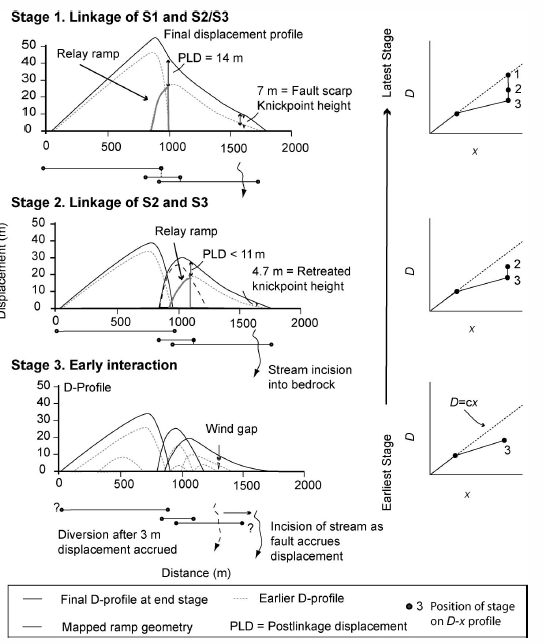 Stage 1. Linkage of S1 and S2/S3
50
40
30
20
10
0
Final displacement profile
Relay ramp
PLD = 14 m
7 m = Fault scarp
Knickpoint height
0
500
1000
1500
2000
Latest Stage
D
1
2
3
x
Stage 2. Linkage of S2 and S3
Displacement (m)
50
40
30
20
10
0
Relay ramp
PLD < 11 m
4.7 m = Retreated
knickpoint height
0
500
1000
1500
2000
Stream incision
into bedrock
D
2
3
x
Stage 3. Early interaction
50
40
30
20
10
0
D-Profile
Wind gap
0
500
1000
1500
2000
?
?
Diversion after 3 m
displacement accrued
Incision of stream as
fault accrues
displacement
Distance (m)
Earliest Stage
D
D=cx
3
x
Final D-profile at end stage
Earlier D-profile
3 Position of stage
on D-x profile
Mapped ramp geometry
PLD = Postlinkage displacement